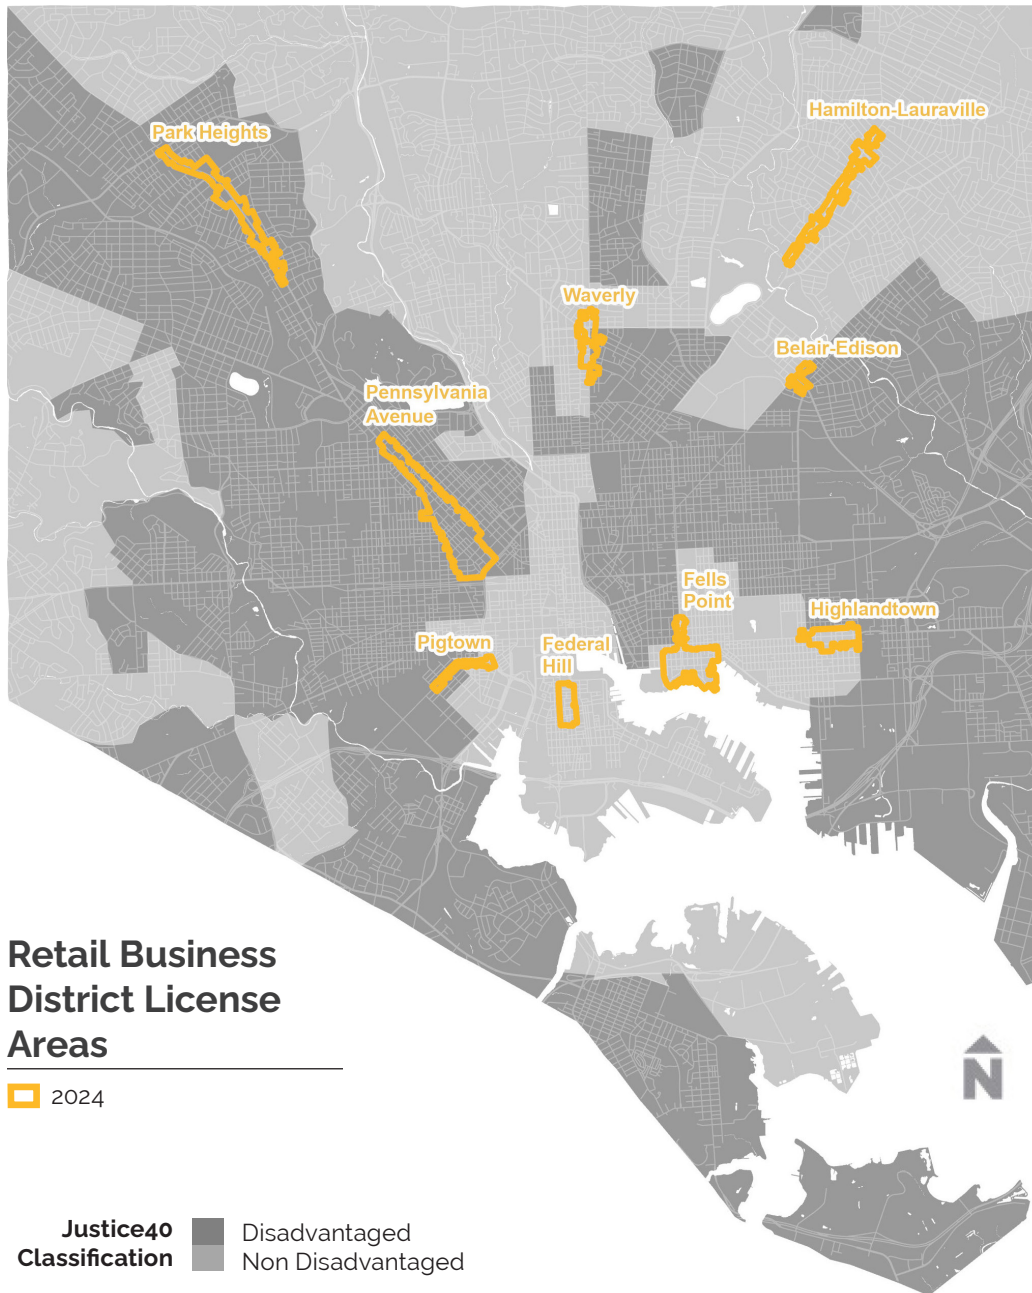 Park Heights
Hamilton-Lauraville
Waverly
Belair-Edison
Pennsylvania
Avenue
Fells
Point
Highlandtown
Pigtown
Federal
Hill
Retail Business
District License
Areas
2024
N
Justice40
Classification
Disadvantaged
Non Disadvantaged